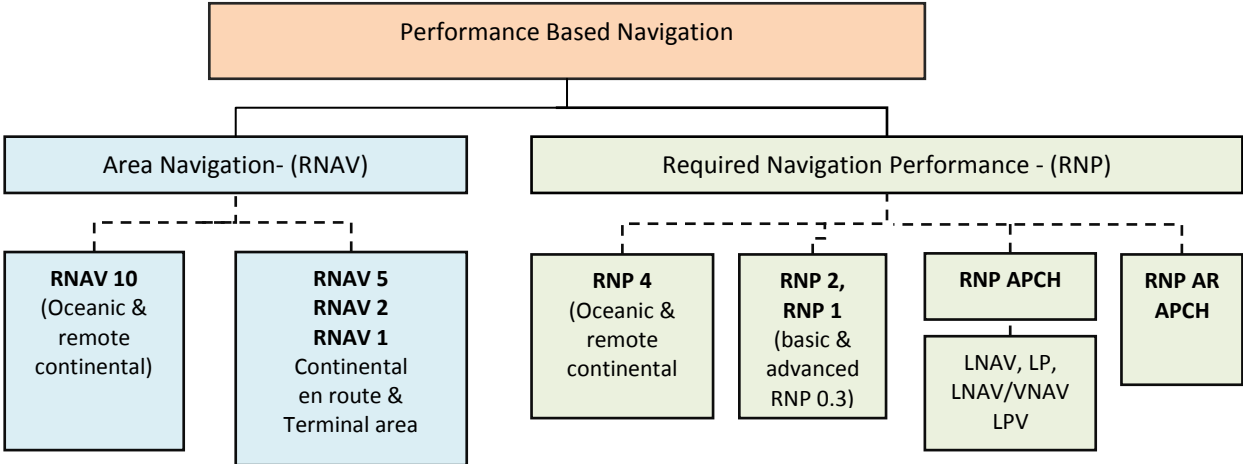 Performance Based Navigation
Area Navigation- (RNAV)
Required Navigation Performance - (RNP)
RNAV 10
(Oceanic &
remote
continental)
RNAV 5
RNAV 2
RNAV 1
Continental
en route &
Terminal area
RNP 4
(Oceanic &
remote
continental
RNP 2,
RNP 1
(basic &
advanced
RNP 0.3)
RNP APCH
LNAV, LP,
LNAV/VNAV
LPV
RNP AR
APCH